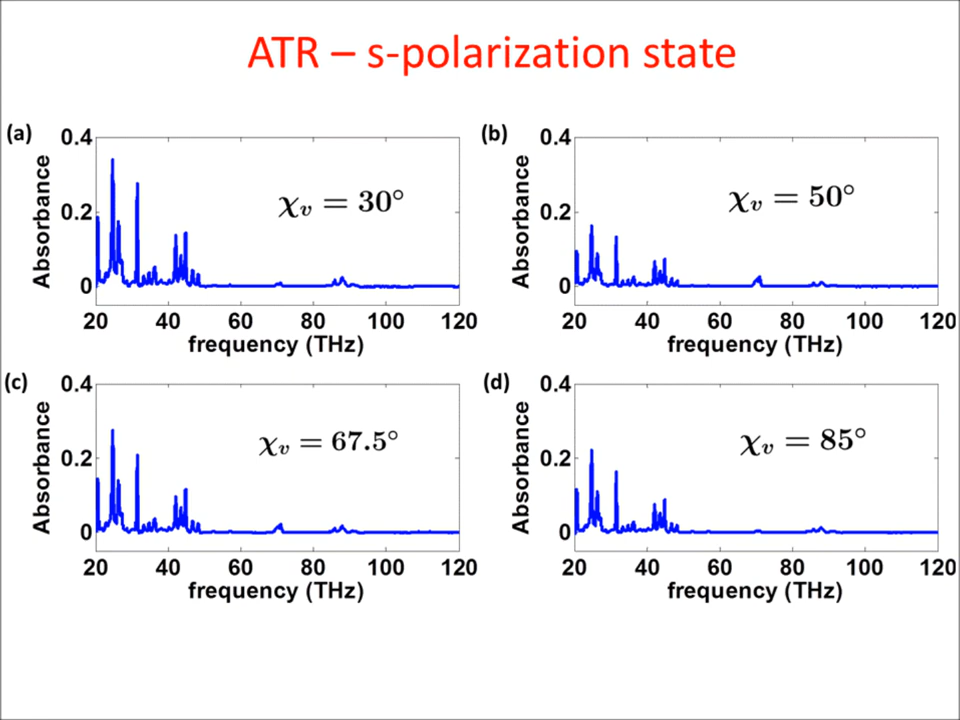 ATR – s-polarization state
(a)
Absorbance
0.4
0.2
0
χᵥ = 30°
20 40 60 80 100 120
frequency (THz)
(b)
Absorbance
0.4
0.2
0
χᵥ = 50°
20 40 60 80 100 120
frequency (THz)
(c)
Absorbance
0.4
0.2
0
χᵥ = 67.5°
20 40 60 80 100 120
frequency (THz)
(d)
Absorbance
0.4
0.2
0
χᵥ = 85°
20 40 60 80 100 120
frequency (THz)